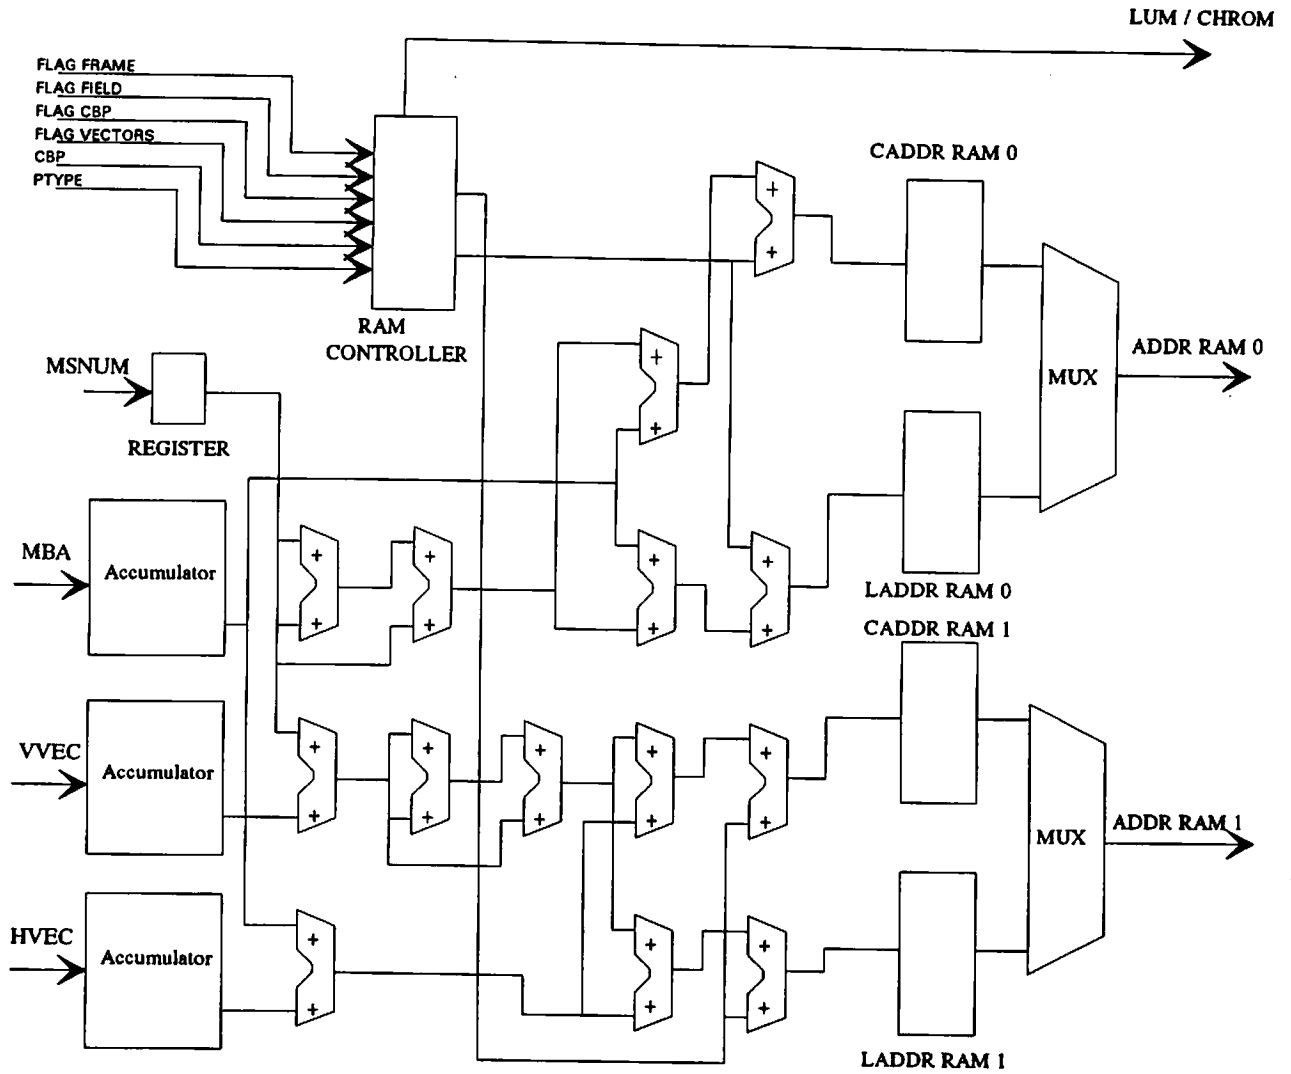 LUM / CHROM
FLAG FRAME
FLAG FIELD
FLAG CBP
FLAG VECTORS
CBP
PTYPE
RAM
CONTROLLER
CADDR RAM 0
+
+
MUX
ADDR RAM 0
MSNUM
REGISTER
+
+
MBA
Accumulator
+
+
+
+
+
+
+
+
LADDR RAM 0
CADDR RAM 1
VVEC
Accumulator
+
+
+
+
+
+
+
+
+
+
MUX
ADDR RAM 1
HVEC
Accumulator
+
+
+
+
+
+
LADDR RAM 1